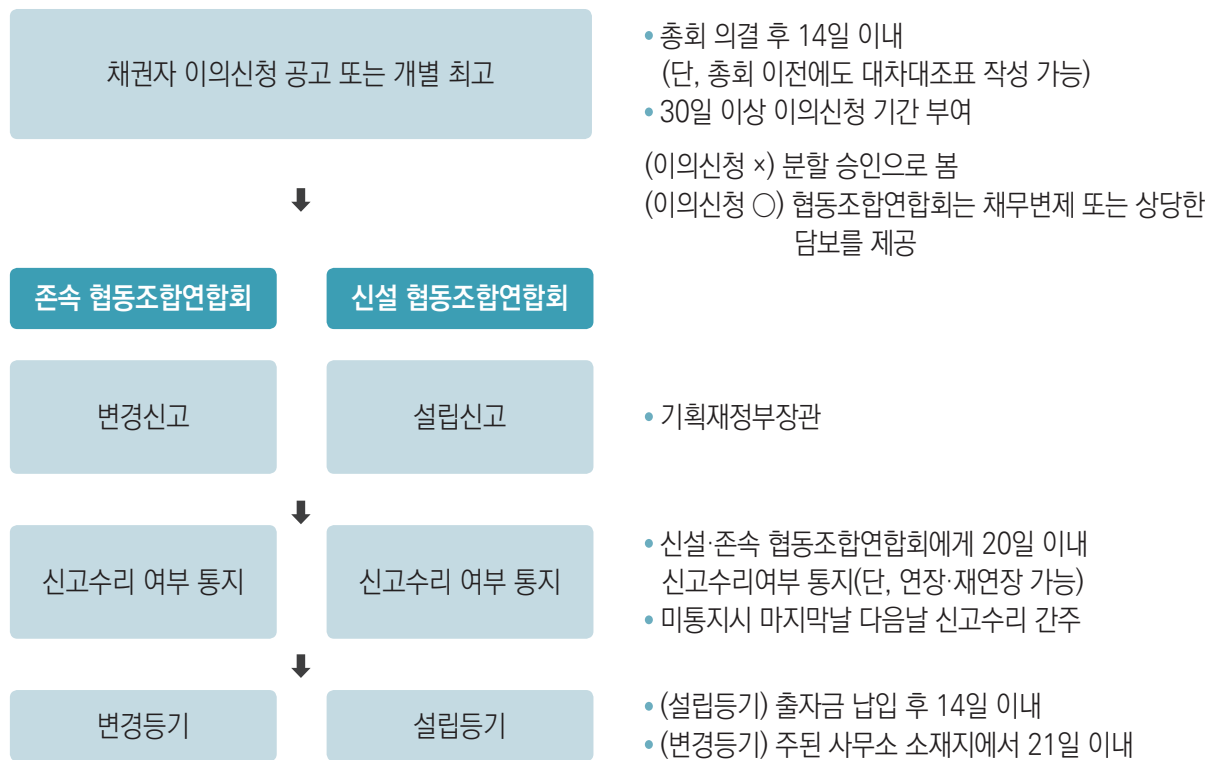 채권자 이의신청 공고 또는 개별 최고
• 총회 의결 후 14일 이내
(단, 총회 이전에도 대차대조표 작성 가능)
• 30일 이상 이의신청 기간 부여
(이의신청 ×) 분할 승인으로 봄
(이의신청 ○) 협동조합연합회는 채무변제 또는 상당한
담보를 제공
존속 협동조합연합회
신설 협동조합연합회
변경신고
설립신고
• 기획재정부장관
신고수리 여부 통지
신고수리 여부 통지
• 신설·존속 협동조합연합회에게 20일 이내
신고수리여부 통지(단, 연장·재연장 가능)
• 미통지시 마지막날 다음날 신고수리 간주
변경등기
설립등기
• (설립등기) 출자금 납입 후 14일 이내
• (변경등기) 주된 사무소 소재지에서 21일 이내